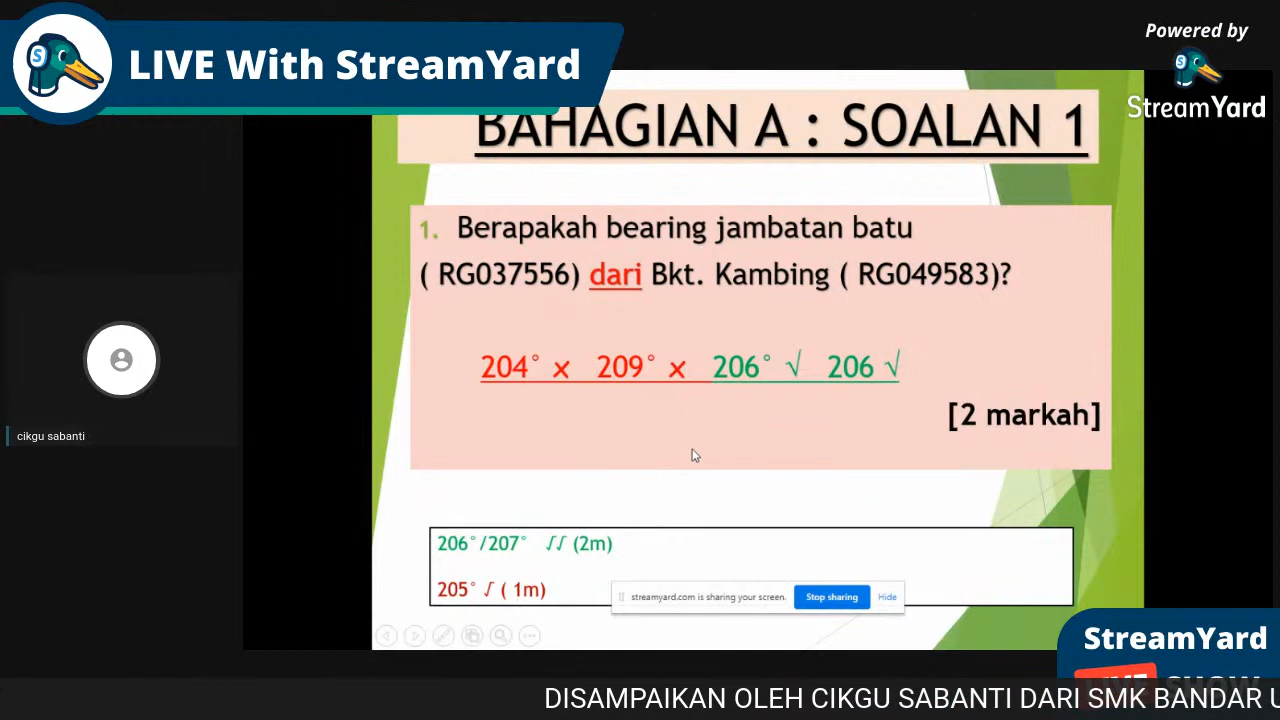 LIVE With StreamYard
Powered by
StreamYard
BAHAGIAN A : SOALAN 1
1. Berapakah bearing jambatan batu
( RG037556) dari Bkt. Kambing ( RG049583)?
204° x 209° x 206° √ 206 √
[2 markah]
cikgu sabanti
206°/207° √√ (2m)
205° √ ( 1m)
streamyard.com is sharing your screen. Stop sharing Hide
StreamYard
DISAMPAIKAN OLEH CIKGU SABANTI DARI SMK BANDAR